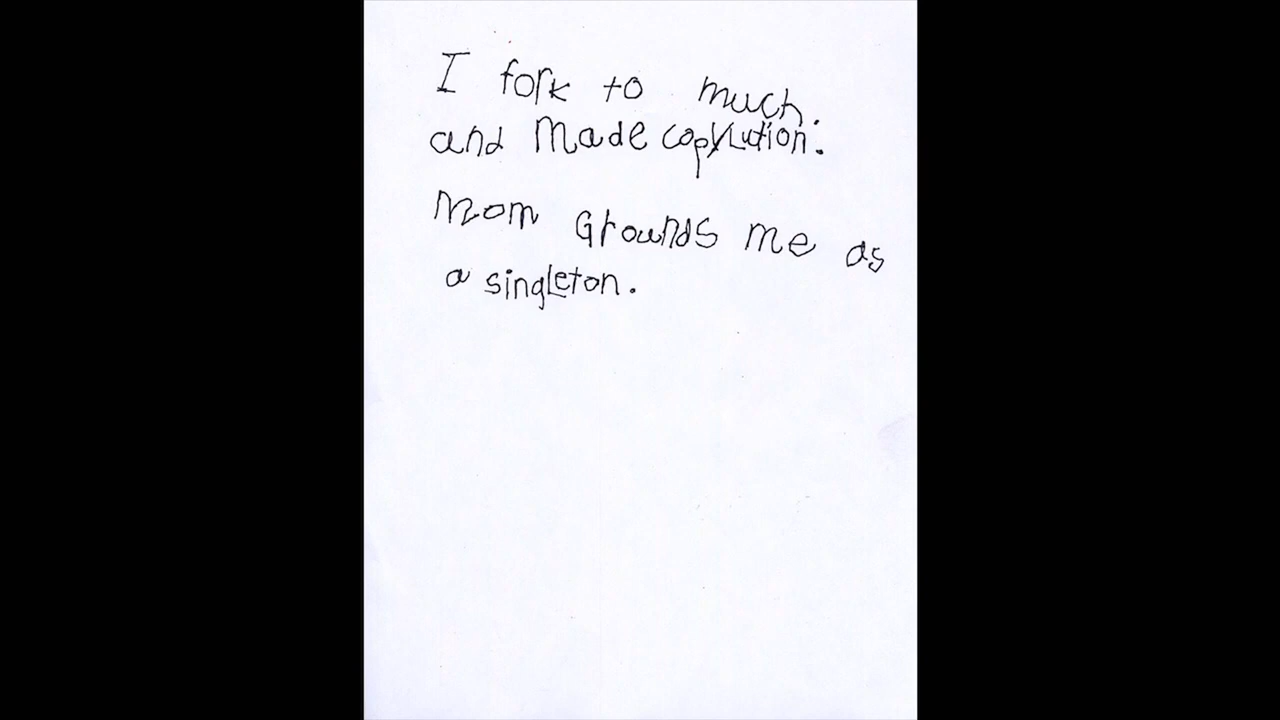 I fork to much.
and made copylution.
Mom Grounds me as
a singleton.